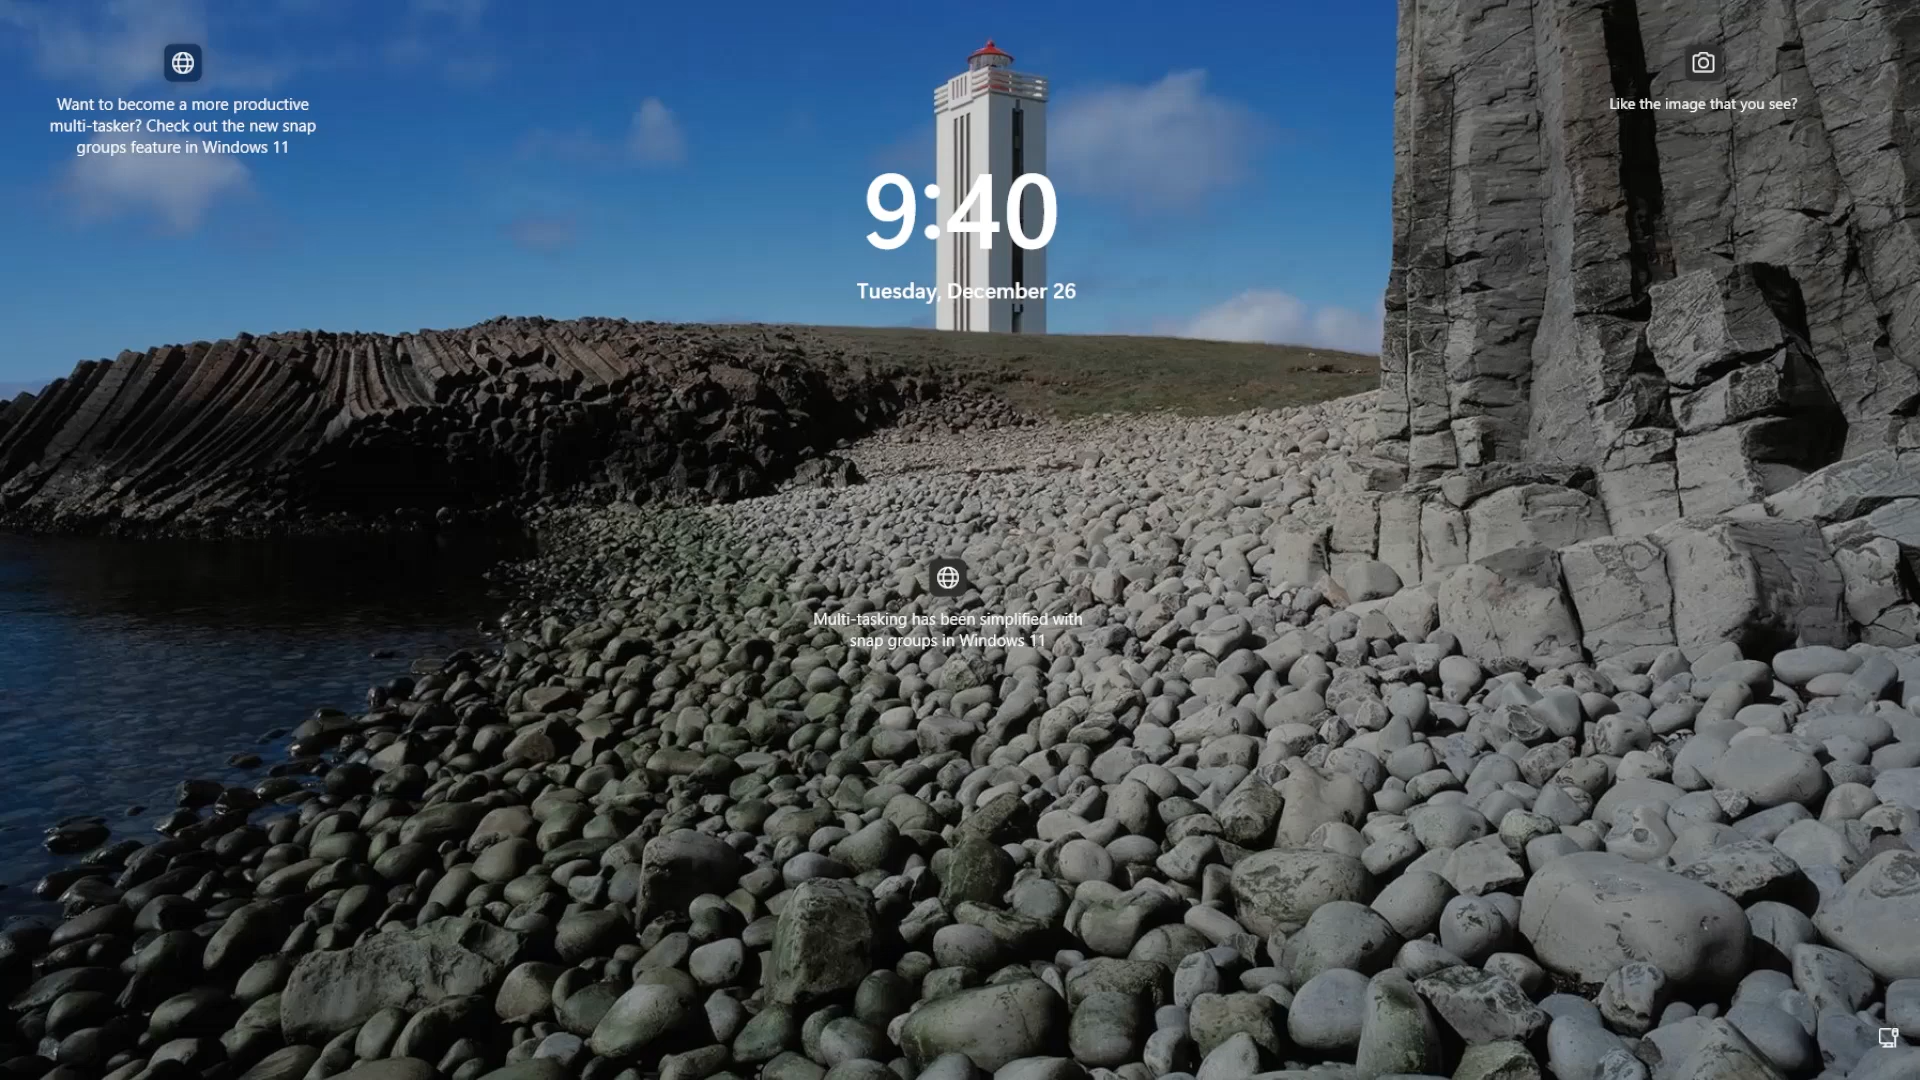 Want to become a more productive
multi-tasker? Check out the new snap
groups feature in Windows 11
Like the image that you see?
9:40
Tuesday, December 26
Multi-tasking has been simplified with
snap groups in Windows 11